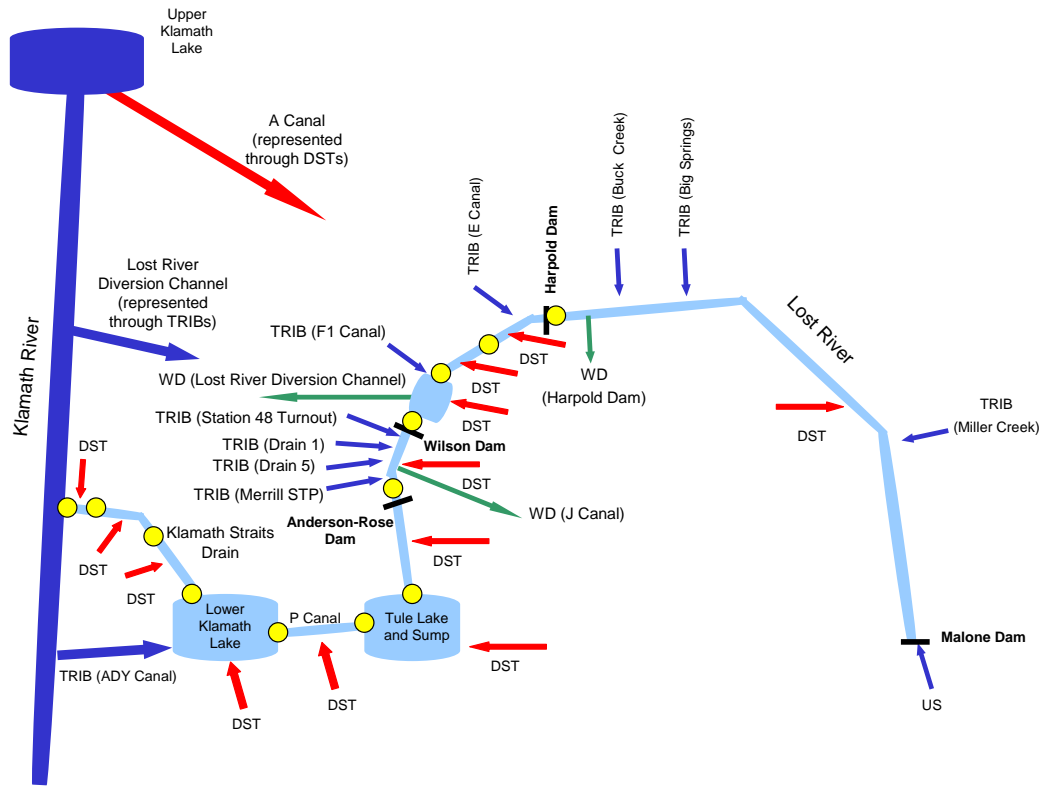 Upper
Klamath
Lake
A Canal
(represented
through DSTs)
Lost River
Diversion Channel
(represented
through TRIBs)
Klamath River
TRIB (E Canal)
Harpold Dam
TRIB (Buck Creek)
TRIB (Big Springs)
Lost River
TRIB (F1 Canal)
DST
WD
(Harpold Dam)
WD (Lost River Diversion Channel)
DST
DST
DST
TRIB
(Miller Creek)
TRIB (Station 48 Turnout)
Wilson Dam
TRIB (Drain 1)
TRIB (Drain 5)
DST
TRIB (Merrill STP)
WD (J Canal)
Anderson-Rose
Dam
DST
Klamath Straits
Drain
DST
DST
DST
Lower
Klamath
Lake
P Canal
Tule Lake
and Sump
DST
Malone Dam
TRIB (ADY Canal)
DST
DST
US